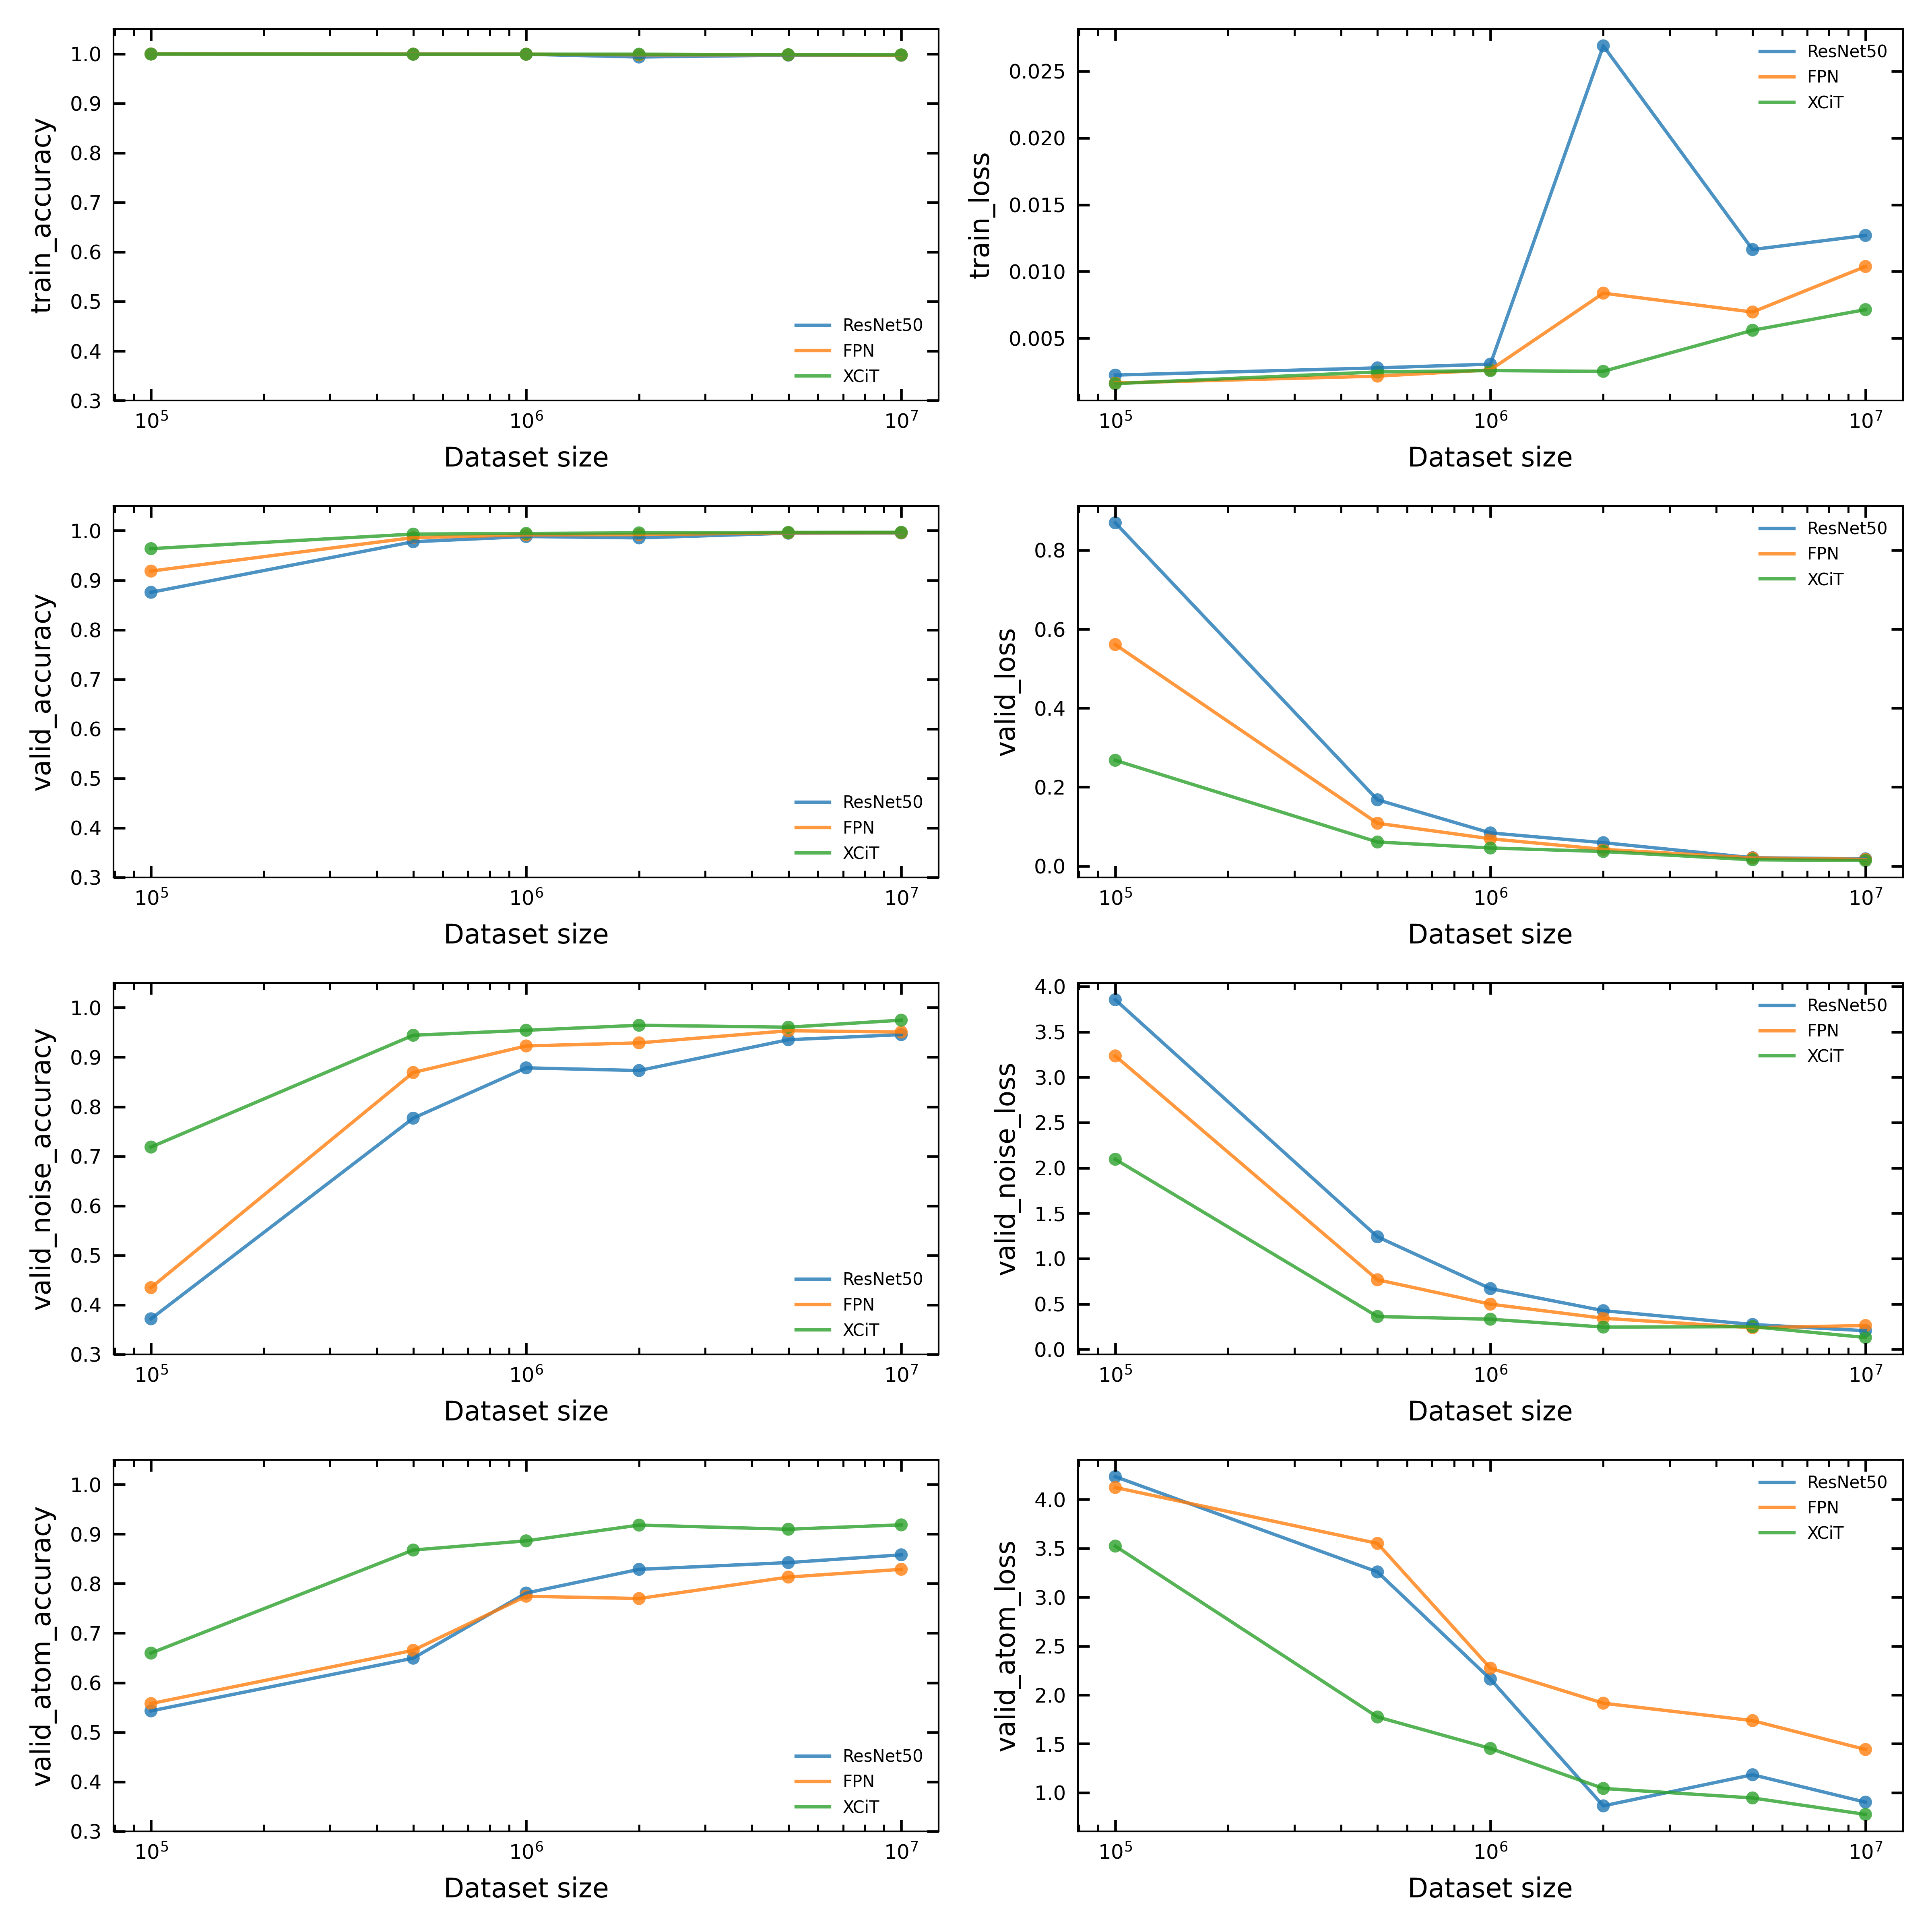 train_accuracy
1.0
0.9
0.8
0.7
0.6
0.5
0.4
0.3
10⁵
10⁶
10⁷
Dataset size
ResNet50
FPN
XCiT
train_loss
0.025
0.020
0.015
0.010
0.005
10⁵
10⁶
10⁷
Dataset size
ResNet50
FPN
XCiT
valid_accuracy
1.0
0.9
0.8
0.7
0.6
0.5
0.4
0.3
10⁵
10⁶
10⁷
Dataset size
ResNet50
FPN
XCiT
valid_loss
0.8
0.6
0.4
0.2
0.0
10⁵
10⁶
10⁷
Dataset size
ResNet50
FPN
XCiT
valid_noise_accuracy
1.0
0.9
0.8
0.7
0.6
0.5
0.4
0.3
10⁵
10⁶
10⁷
Dataset size
ResNet50
FPN
XCiT
valid_noise_loss
4.0
3.5
3.0
2.5
2.0
1.5
1.0
0.5
0.0
10⁵
10⁶
10⁷
Dataset size
ResNet50
FPN
XCiT
valid_atom_accuracy
1.0
0.9
0.8
0.7
0.6
0.5
0.4
0.3
10⁵
10⁶
10⁷
Dataset size
ResNet50
FPN
XCiT
valid_atom_loss
4.0
3.5
3.0
2.5
2.0
1.5
1.0
10⁵
10⁶
10⁷
Dataset size
ResNet50
FPN
XCiT